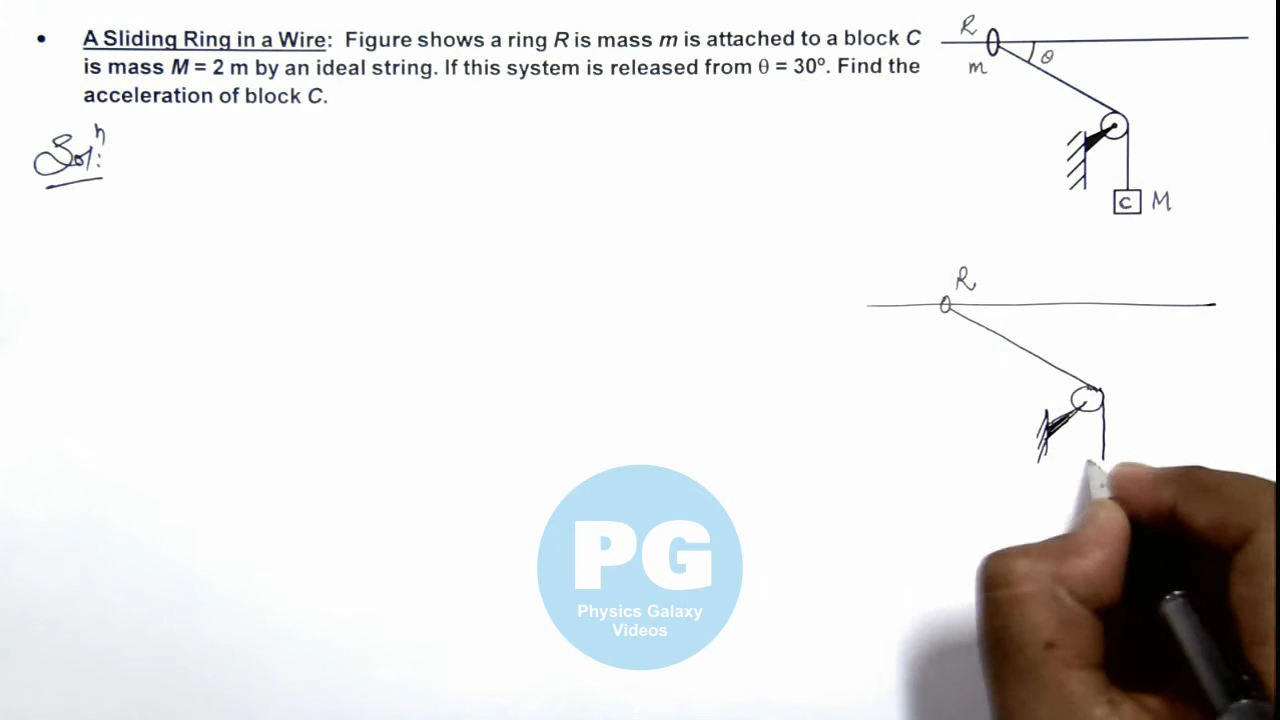 • A Sliding Ring in a Wire: Figure shows a ring R is mass m is attached to a block C
is mass M = 2 m by an ideal string. If this system is released from θ = 30º. Find the
acceleration of block C.
R
θ
m
C M
Solⁿ:
R
PG
Physics Galaxy
Videos